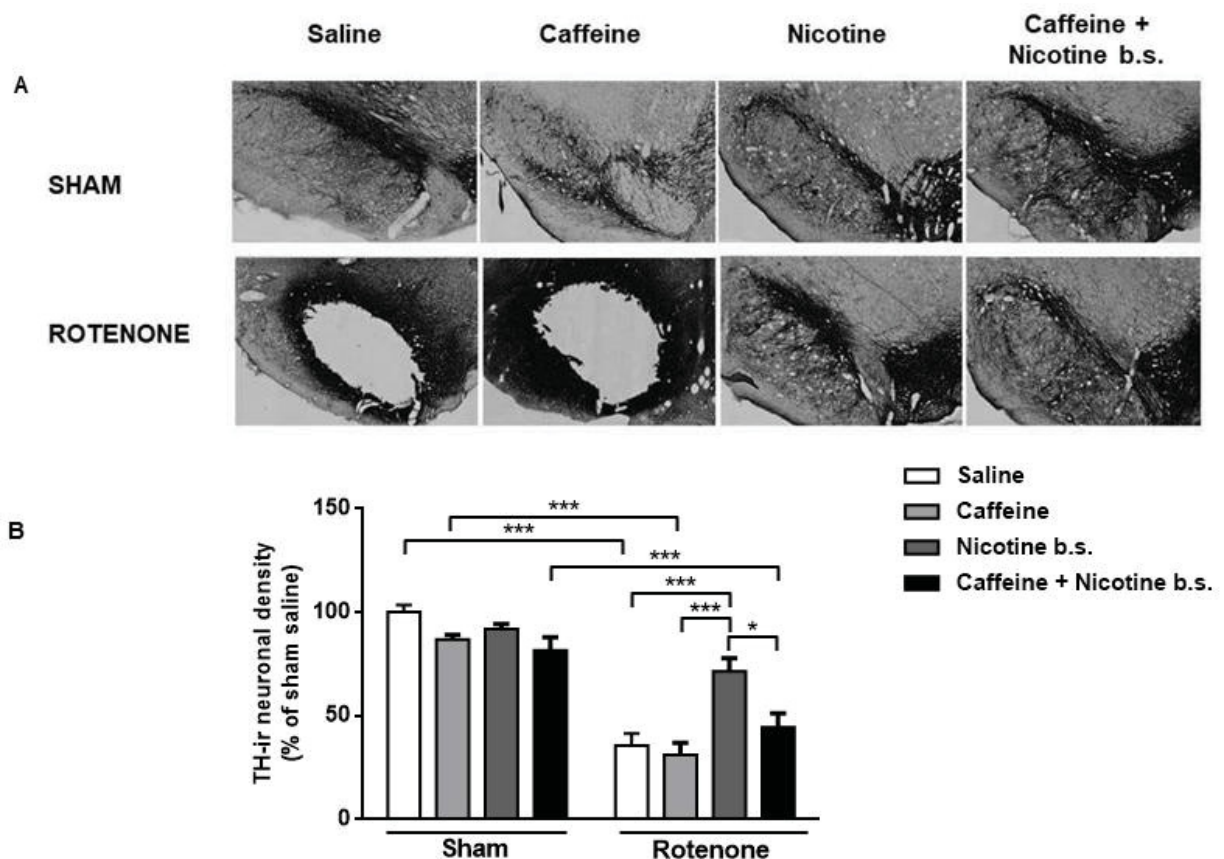 Saline
Caffeine
Nicotine
Caffeine +
Nicotine b.s.
A
SHAM
ROTENONE
B
Saline
Caffeine
Nicotine b.s.
Caffeine + Nicotine b.s.
TH-ir neuronal density
(% of sham saline)
150
100
50
0
***
***
***
***
***
*
Sham
Rotenone